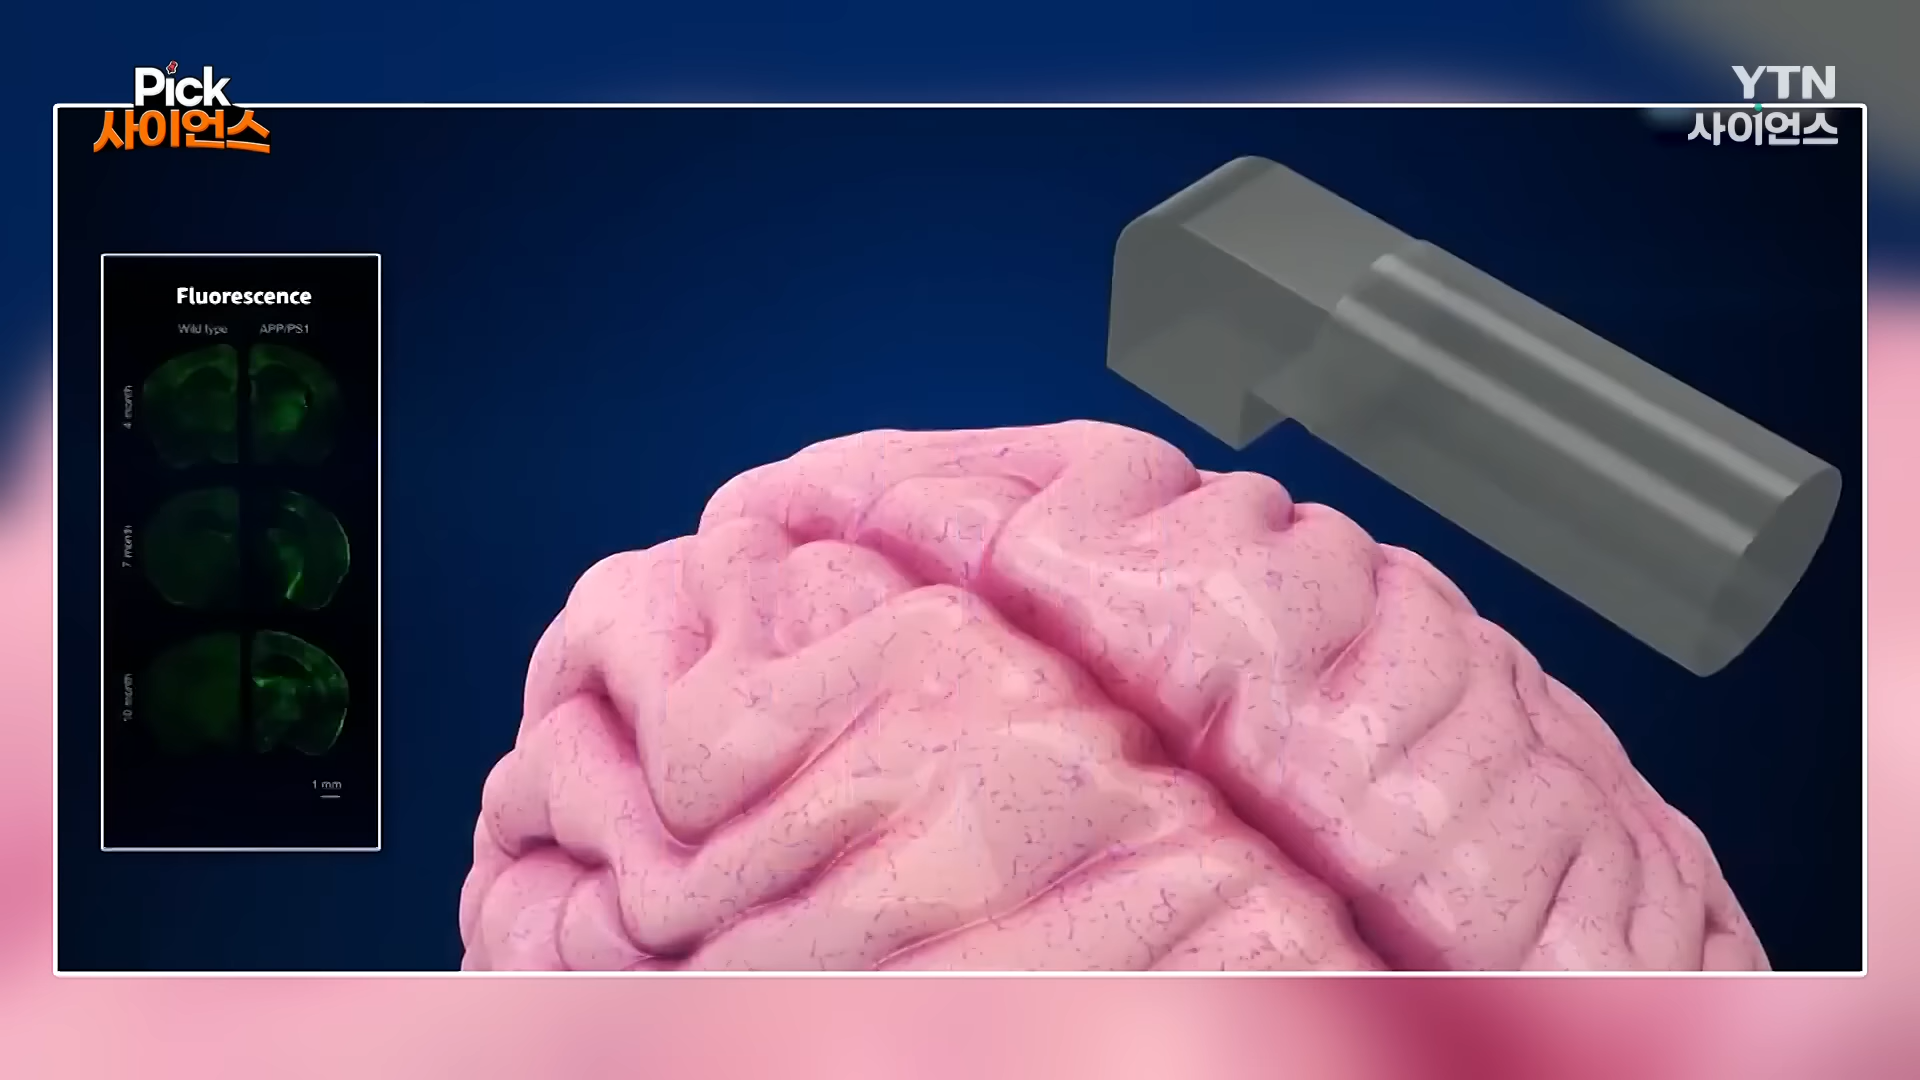 Pick
사이언스
YTN
사이언스
Fluorescence
Wild type APP/PS1
4 month
7 month
10 month
1 mm